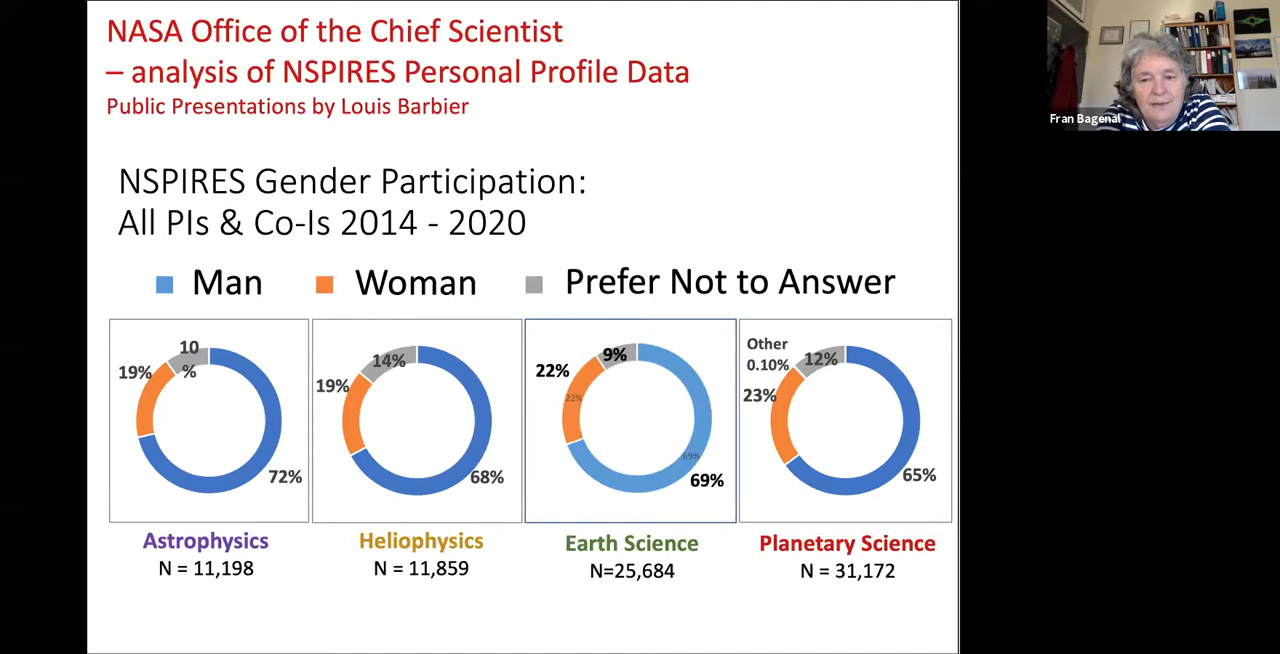 NASA Office of the Chief Scientist
– analysis of NSPIRES Personal Profile Data
Public Presentations by Louis Barbier
Fran Bagenal
NSPIRES Gender Participation:
All PIs & Co-Is 2014 - 2020
Man Woman Prefer Not to Answer
10
%
19%
72%
14%
19%
68%
9%
22%
22%
69%
69%
Other
0.10%
12%
23%
65%
Astrophysics
N = 11,198
Heliophysics
N = 11,859
Earth Science
N=25,684
Planetary Science
N = 31,172